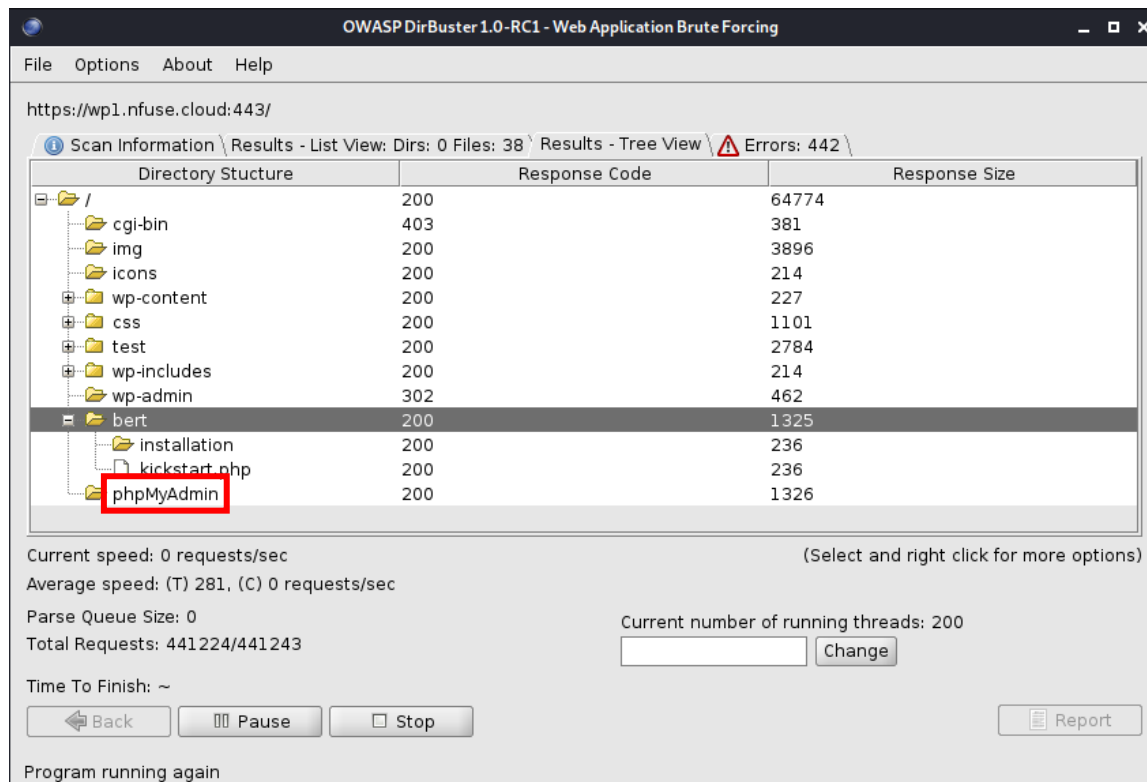 OWASP DirBuster 1.0-RC1 - Web Application Brute Forcing
File Options About Help
https://wp1.nfuse.cloud:443/
Scan Information Results - List View: Dirs: 0 Files: 38 Results - Tree View Errors: 442
Directory Stucture Response Code Response Size
/ 200 64774
cgi-bin 403 381
img 200 3896
icons 200 214
wp-content 200 227
css 200 1101
test 200 2784
wp-includes 200 214
wp-admin 302 462
bert 200 1325
installation 200 236
kickstart.php 200 236
phpMyAdmin 200 1326
Current speed: 0 requests/sec (Select and right click for more options)
Average speed: (T) 281, (C) 0 requests/sec
Parse Queue Size: 0 Current number of running threads: 200
Total Requests: 441224/441243 Change
Time To Finish: ~
Back Pause Stop Report
Program running again